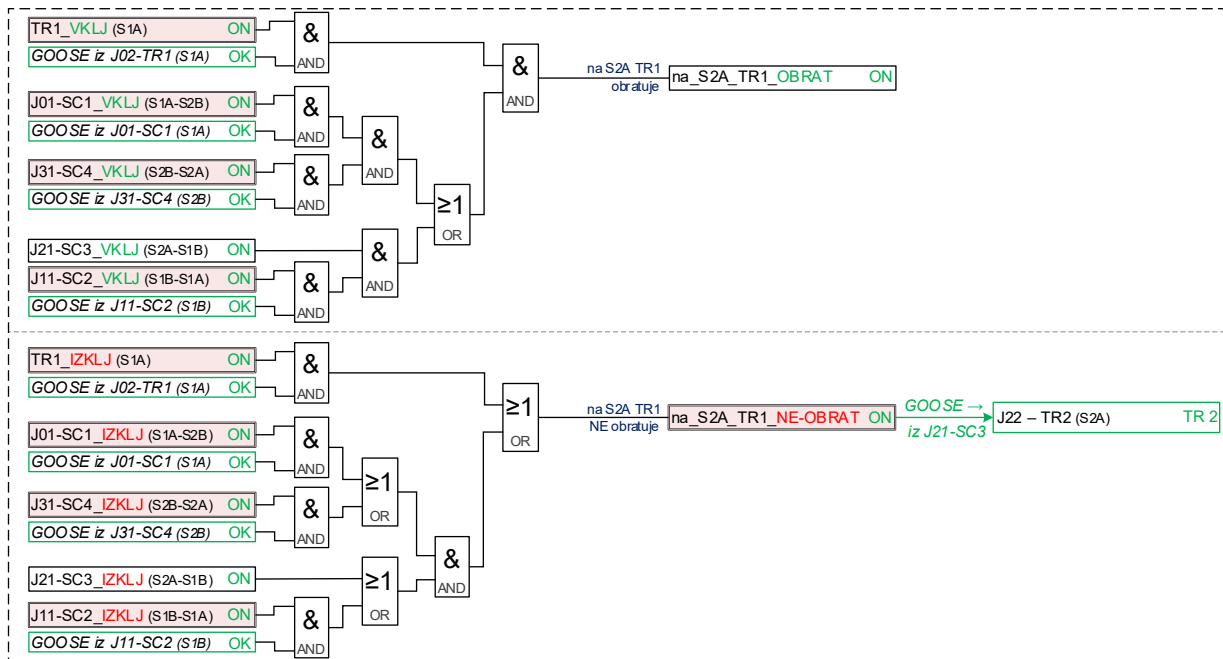 TR1_VKLJ (S1A) ON
GOOSE iz J02-TR1 (S1A) OK
&
AND
J01-SC1_VKLJ (S1A-S2B) ON
GOOSE iz J01-SC1 (S1A) OK
&
AND
J31-SC4_VKLJ (S2B-S2A) ON
GOOSE iz J31-SC4 (S2B) OK
&
AND
&
AND
J21-SC3_VKLJ (S2A-S1B) ON
J11-SC2_VKLJ (S1B-S1A) ON
GOOSE iz J11-SC2 (S1B) OK
&
AND
&
AND
≥1
OR
&
AND
na S2A TR1
obratuje
na_S2A_TR1_OBRAT ON
TR1_IZKLJ (S1A) ON
GOOSE iz J02-TR1 (S1A) OK
&
AND
J01-SC1_IZKLJ (S1A-S2B) ON
GOOSE iz J01-SC1 (S1A) OK
&
AND
J31-SC4_IZKLJ (S2B-S2A) ON
GOOSE iz J31-SC4 (S2B) OK
&
AND
≥1
OR
J21-SC3_IZKLJ (S2A-S1B) ON
J11-SC2_IZKLJ (S1B-S1A) ON
GOOSE iz J11-SC2 (S1B) OK
&
AND
≥1
OR
&
AND
≥1
OR
na S2A TR1
NE obratuje
na_S2A_TR1_NE-OBRAT ON
GOOSE →
iz J21-SC3
J22 – TR2 (S2A) TR 2